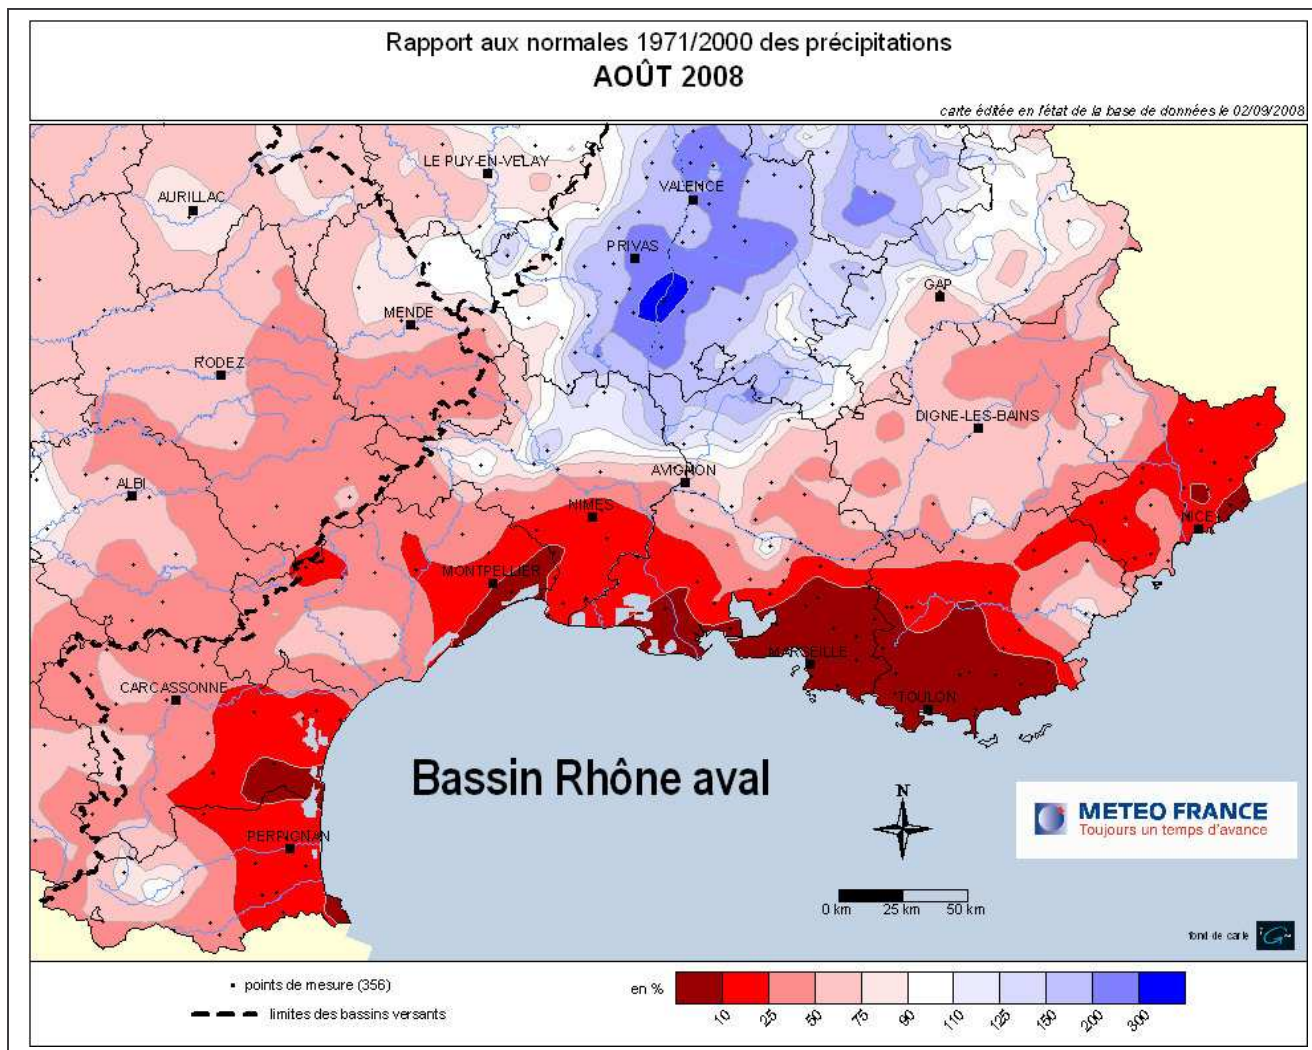 Rapport aux normales 1971/2000 des précipitations
AOÛT 2008
carte éditée en l'état de la base de données le 02/09/2008
LE PUY-EN-VELAY
AURILLAC
VALENCE
PRIVAS
GAP
MENDE
RODEZ
DIGNE-LES-BAINS
AVIGNON
ALBI
NIMES
NICE
MONTPELLIER
MARSEILLE
CARCASSONNE
TOULON
Bassin Rhône aval
N
METEO FRANCE
Toujours un temps d'avance
PERPIGNAN
0 km 25 km 50 km
fond de carte
points de mesure (356)
limites des bassins versants
en %
10 25 50 75 90 110 125 150 200 300